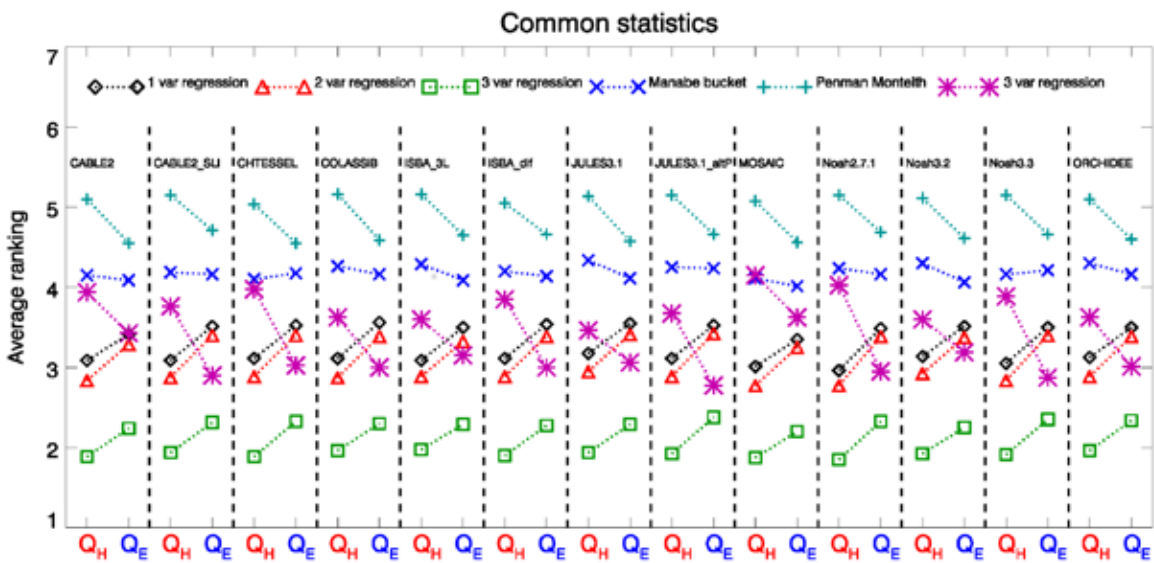 Common statistics
7
1 var regression 2 var regression 3 var regression Manabe bucket Penman Monteith 3 var regression
6
CABLE2 CABLE2_SLI CHTESSEL COLASSIB ISBA_3L ISBA_dif JULES3.1 JULES3.1_altP MOSAIC Noah2.7.1 Noah3.2 Noah3.3 ORCHIDEE
5
Average ranking
4
3
2
1
QH QE QH QE QH QE QH QE QH QE QH QE QH QE QH QE QH QE QH QE QH QE QH QE QH QE